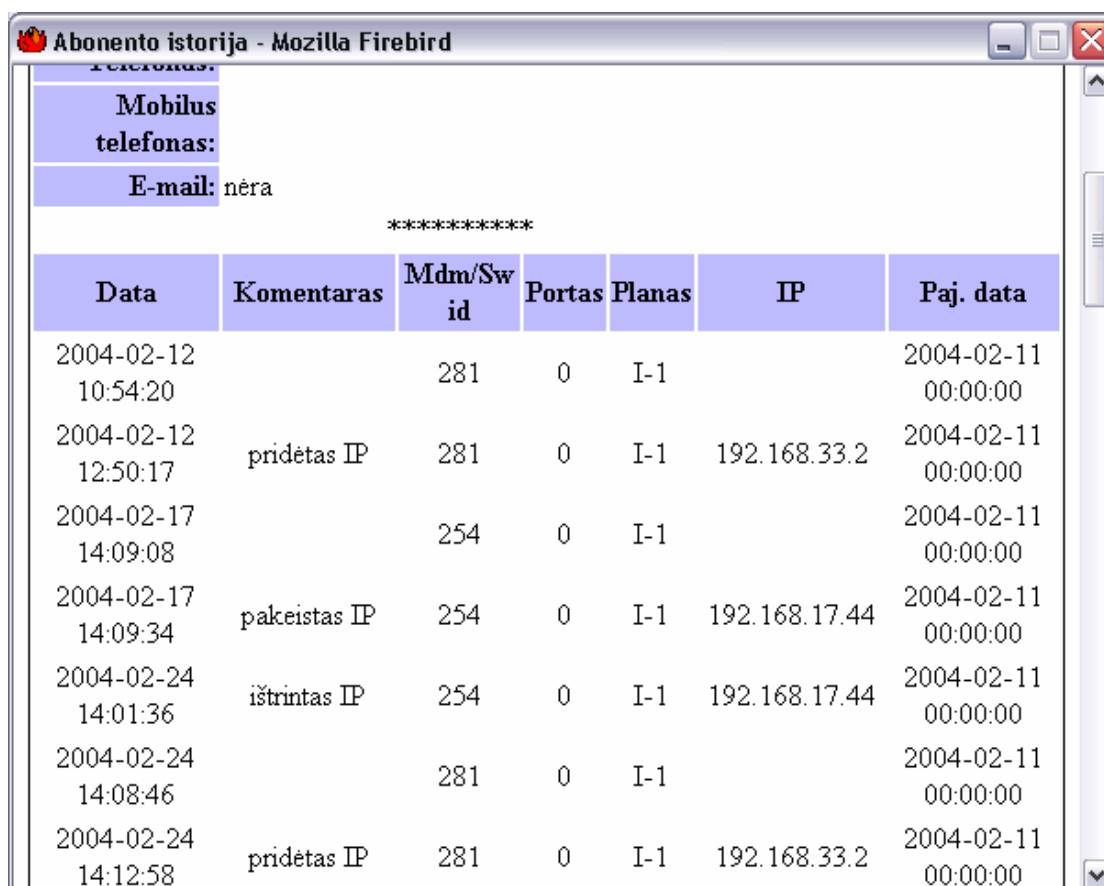 Abonento istorija - Mozilla Firebird
Telefonas:
Mobilus
telefonas:
E-mail: nėra
**********
Data Komentaras Mdm/Sw id Portas Planas IP Paj. data
2004-02-12 10:54:20 281 0 I-1 2004-02-11 00:00:00
2004-02-12 12:50:17 pridėtas IP 281 0 I-1 192.168.33.2 2004-02-11 00:00:00
2004-02-17 14:09:08 254 0 I-1 2004-02-11 00:00:00
2004-02-17 14:09:34 pakeistas IP 254 0 I-1 192.168.17.44 2004-02-11 00:00:00
2004-02-24 14:01:36 ištrintas IP 254 0 I-1 192.168.17.44 2004-02-11 00:00:00
2004-02-24 14:08:46 281 0 I-1 2004-02-11 00:00:00
2004-02-24 14:12:58 pridėtas IP 281 0 I-1 192.168.33.2 2004-02-11 00:00:00